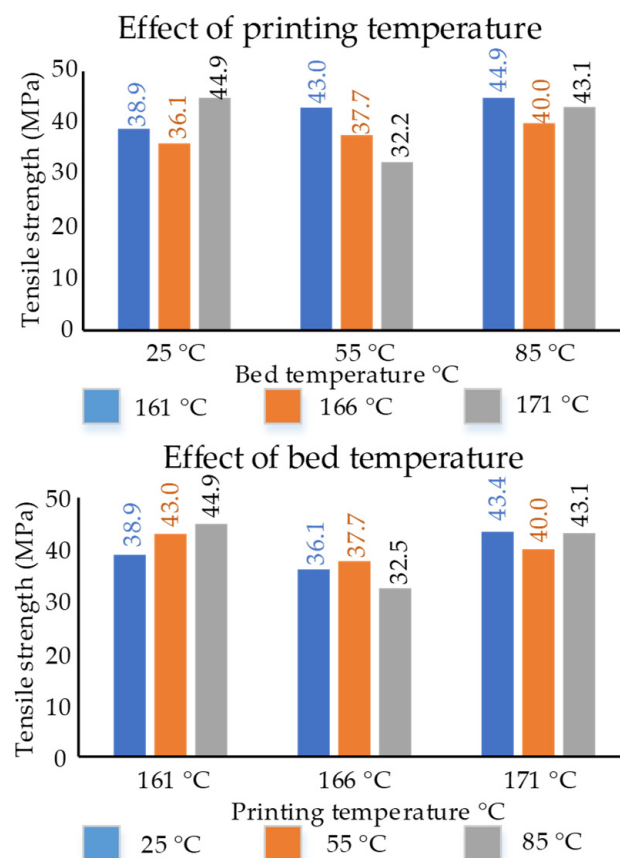 Effect of printing temperature
Tensile strength (MPa)
50
40
30
20
10
0
38.9
36.1
44.9
43.0
37.7
32.2
44.9
40.0
43.1
25 °C
55 °C
85 °C
Bed temperature °C
161 °C
166 °C
171 °C
Effect of bed temperature
Tensile strength (MPa)
50
40
30
20
10
0
38.9
43.0
44.9
36.1
37.7
32.5
43.4
40.0
43.1
161 °C
166 °C
171 °C
Printing temperature °C
25 °C
55 °C
85 °C